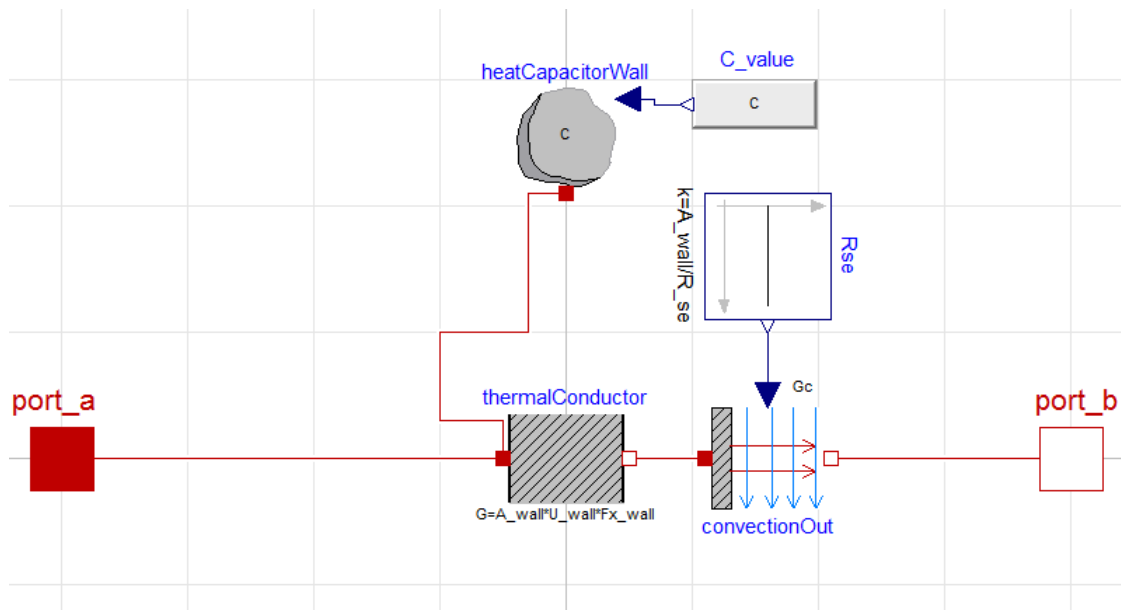 C_value
heatCapacitorWall
C
C
k=A_wall/R_se
Rse
Gc
port_a
thermalConductor
port_b
G=A_wall*U_wall*Fx_wall
convectionOut